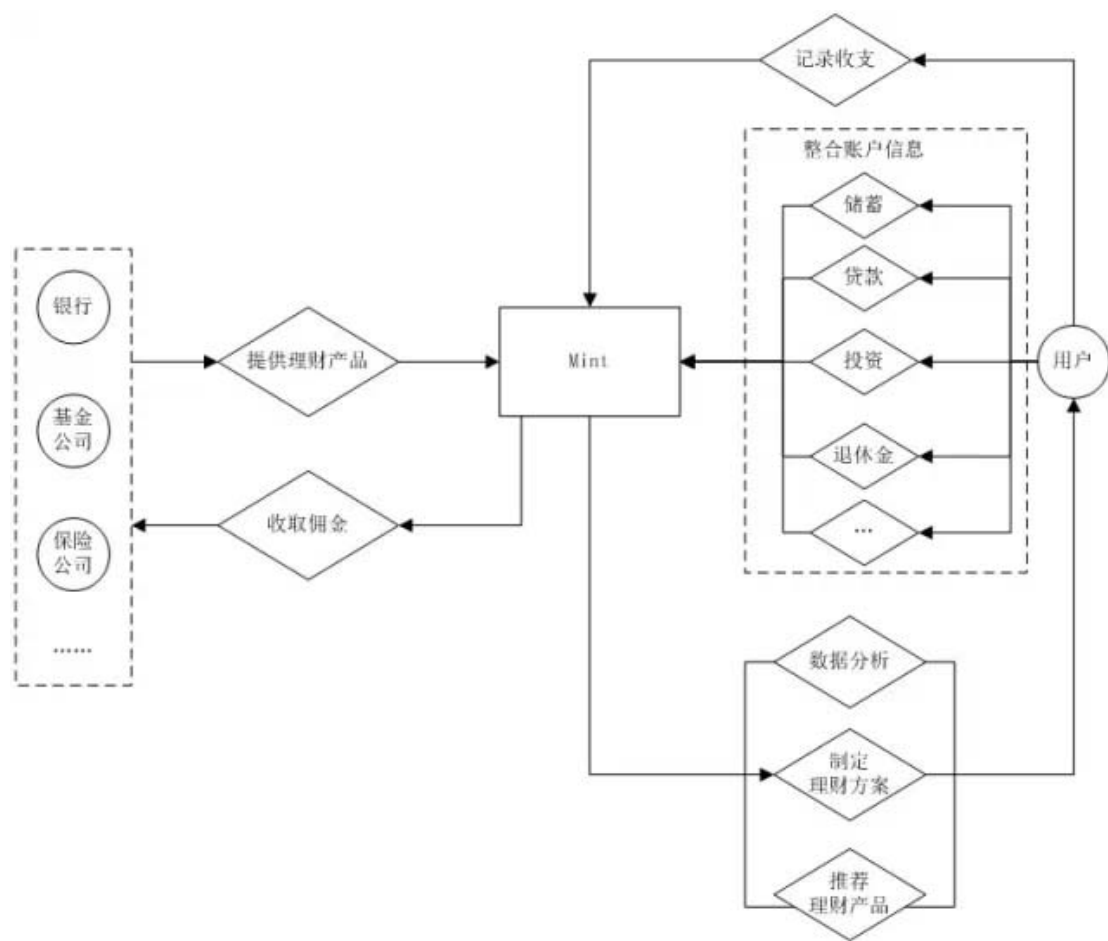 记录收支
整合账户信息
储蓄
贷款
投资
退休金
…
用户
银行
基金
公司
保险
公司
……
提供理财产品
收取佣金
Mint
数据分析
制定
理财方案
推荐
理财产品